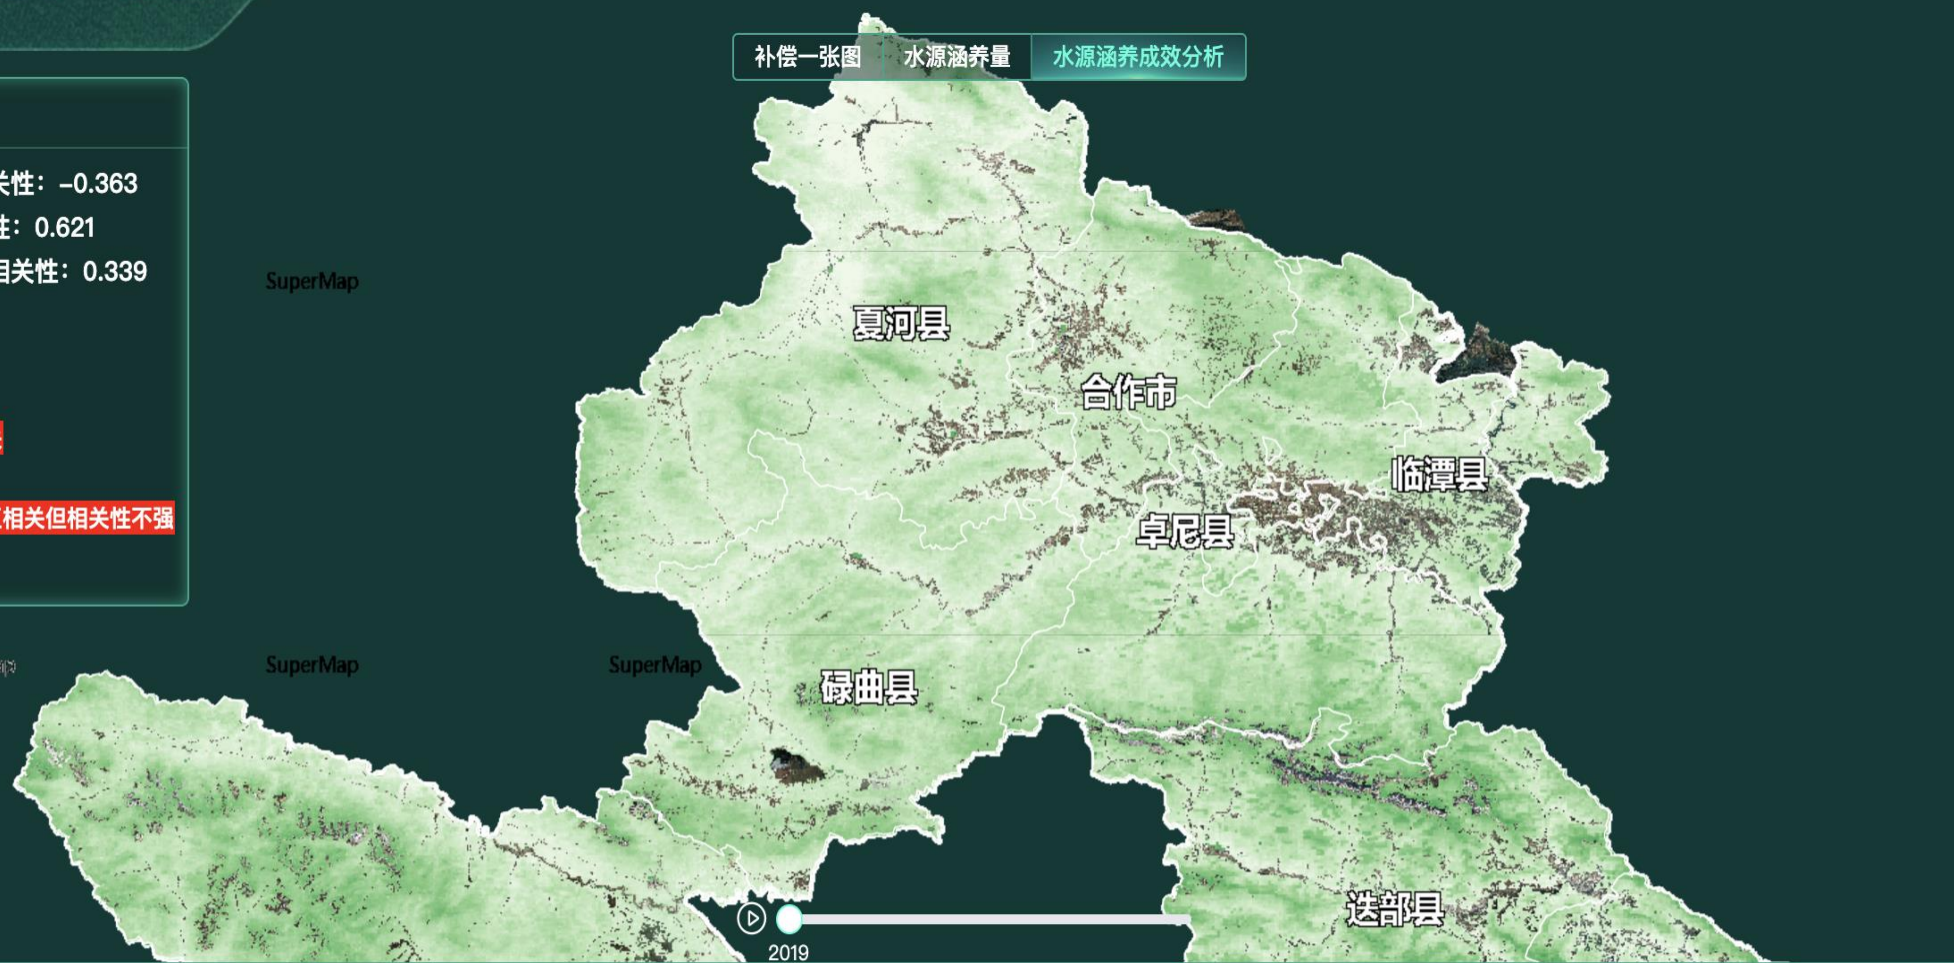 补偿一张图
水源涵养量
水源涵养成效分析
关性：-0.363
性：0.621
相关性：0.339
相关但相关性不强
SuperMap
夏河县
合作市
临潭县
卓尼县
SuperMap
SuperMap
碌曲县
迭部县
2019